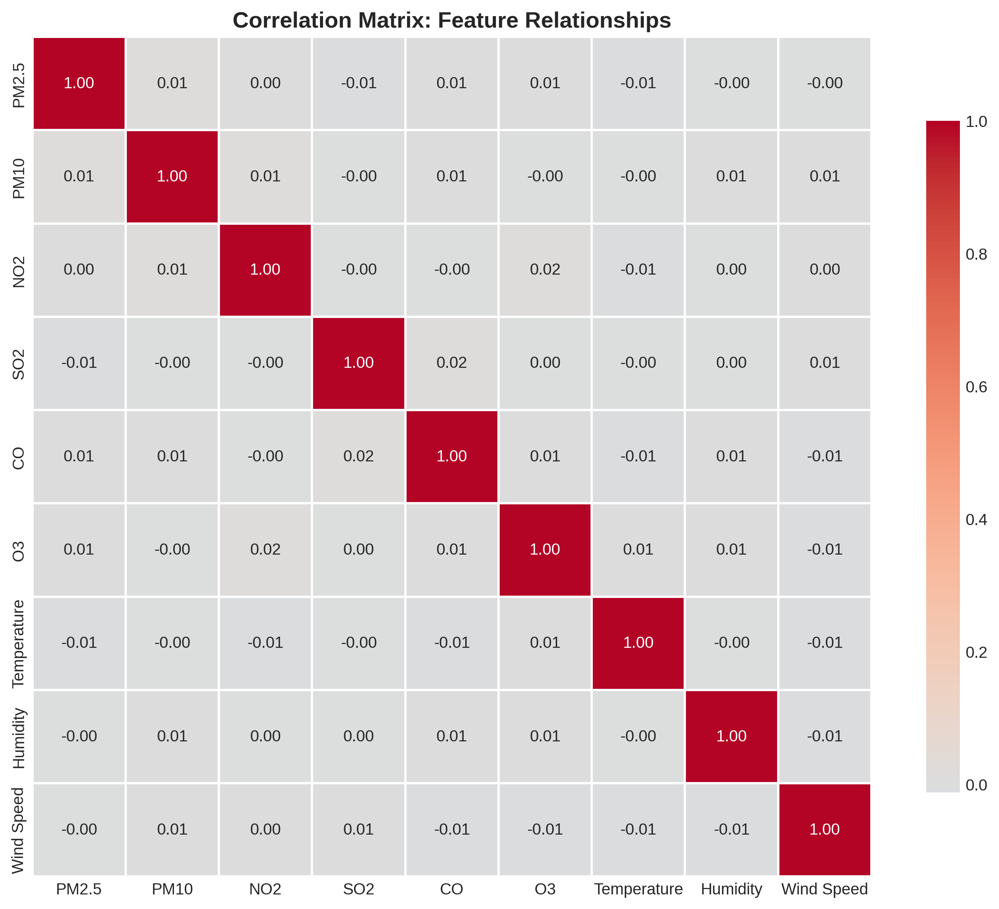 Correlation Matrix: Feature Relationships
PM2.5 1.00 0.01 0.00 -0.01 0.01 0.01 -0.01 -0.00 -0.00
PM10 0.01 1.00 0.01 -0.00 0.01 -0.00 -0.00 0.01 0.01
NO2 0.00 0.01 1.00 -0.00 -0.00 0.02 -0.01 0.00 0.00
SO2 -0.01 -0.00 -0.00 1.00 0.02 0.00 -0.00 0.00 0.01
CO 0.01 0.01 -0.00 0.02 1.00 0.01 -0.01 0.01 -0.01
O3 0.01 -0.00 0.02 0.00 0.01 1.00 0.01 0.01 -0.01
Temperature -0.01 -0.00 -0.01 -0.00 -0.01 0.01 1.00 -0.00 -0.01
Humidity -0.00 0.01 0.00 0.00 0.01 0.01 -0.00 1.00 -0.01
Wind Speed -0.00 0.01 0.00 0.01 -0.01 -0.01 -0.01 -0.01 1.00
PM2.5 PM10 NO2 SO2 CO O3 Temperature Humidity Wind Speed
1.0
0.8
0.6
0.4
0.2
0.0